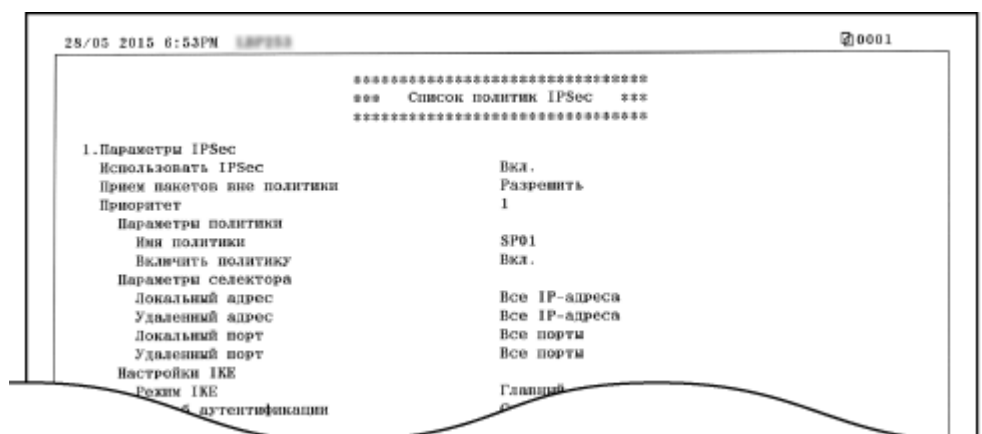 28/05 2015 6:53PM 0001
********************************
*** Список политик IPSec ***
********************************
1.Параметры IPSec
Использовать IPSec Вкл.
Прием пакетов вне политики Разрешить
Приоритет 1
Параметры политики
Имя политики SP01
Включить политику Вкл.
Параметры селектора
Локальный адрес Все IP-адреса
Удаленный адрес Все IP-адреса
Локальный порт Все порты
Удаленный порт Все порты
Настройки IKE
Режим IKE Главный
аутентификации